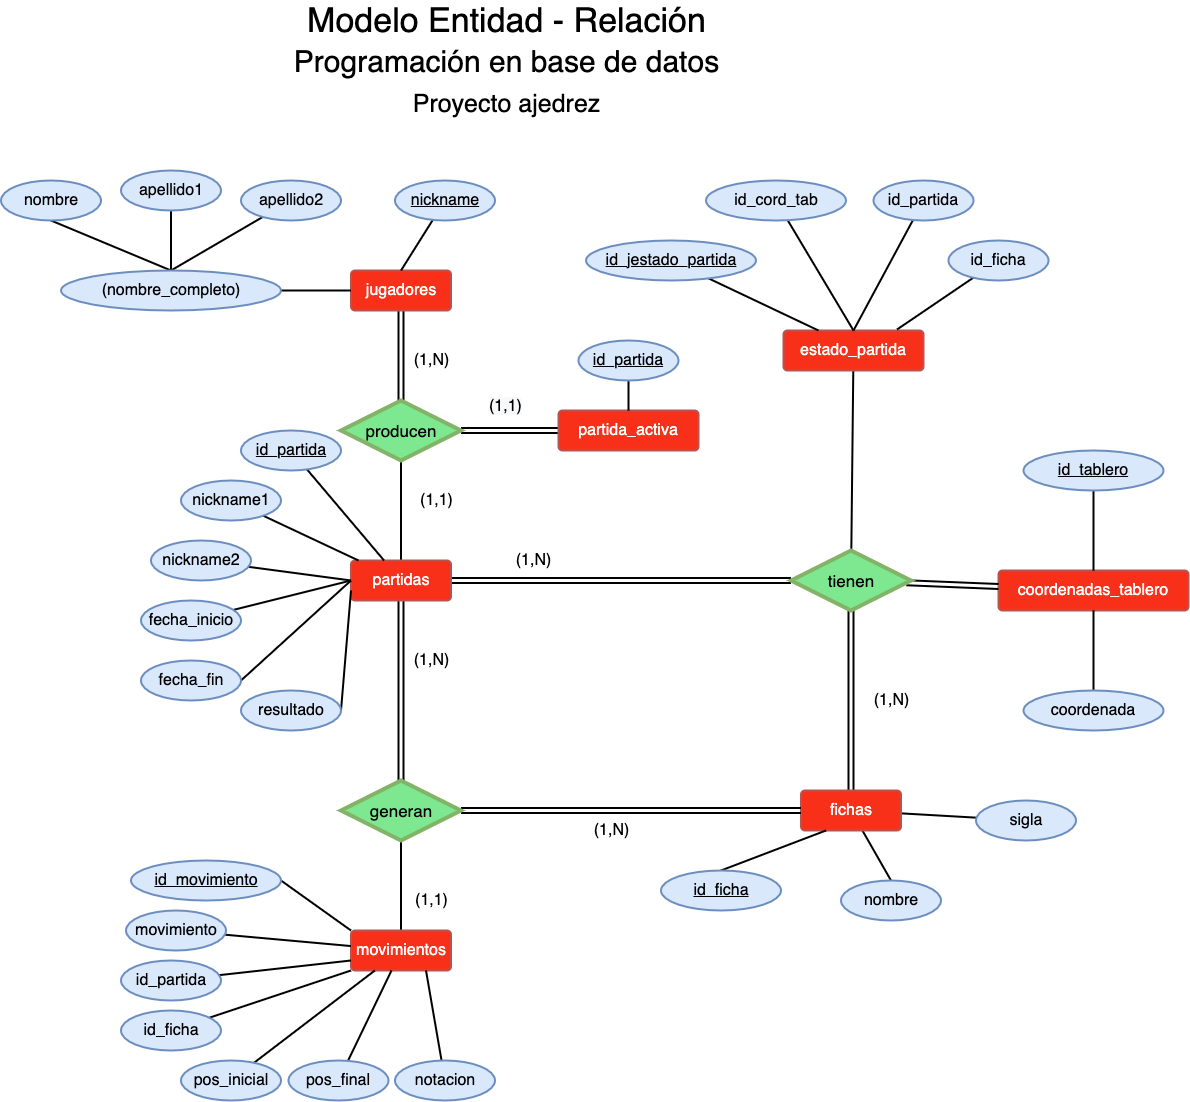 Modelo Entidad - Relación
Programación en base de datos
Proyecto ajedrez
nombre
apellido1
apellido2
nickname
(nombre_completo)
jugadores
id_cord_tab
id_partida
id_jestado_partida
id_ficha
estado_partida
(1,N)
id_partida
(1,1)
producen
partida_activa
id_partida
nickname1
(1,1)
id_tablero
nickname2
partidas
(1,N)
tienen
coordenadas_tablero
fecha_inicio
fecha_fin
(1,N)
resultado
(1,N)
coordenada
generan
(1,N)
fichas
sigla
id_ficha
nombre
id_movimiento
(1,1)
movimiento
movimientos
id_partida
id_ficha
pos_inicial
pos_final
notacion